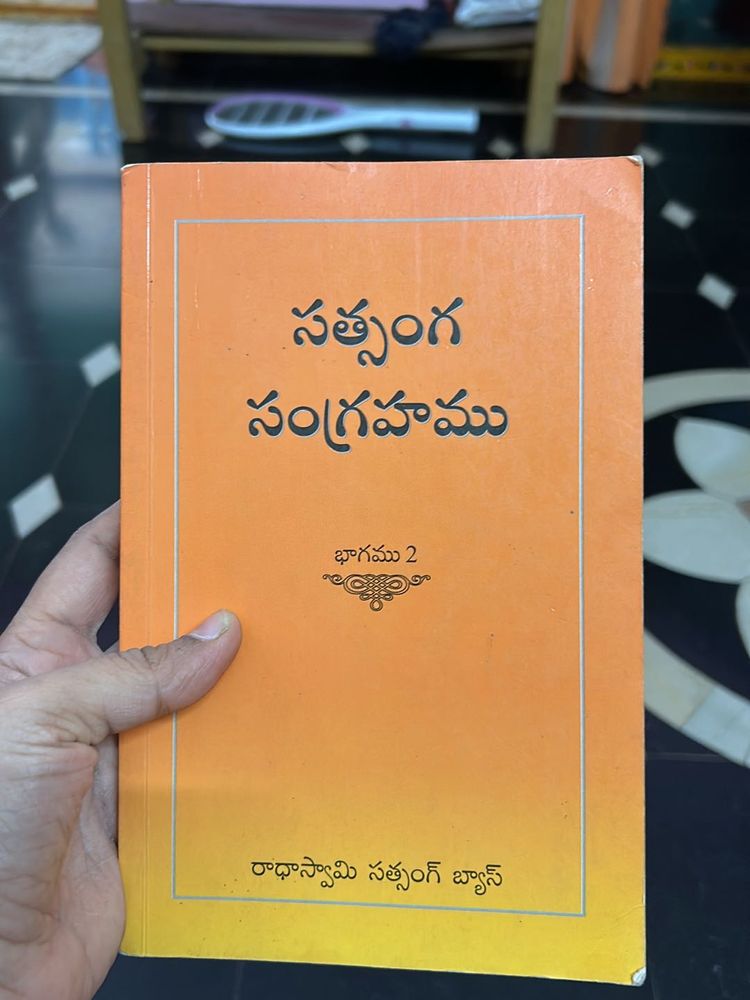 సత్సంగ
సంగ్రహము
భాగము 2
రాధాస్వామి సత్సంగ్ బ్యాస్